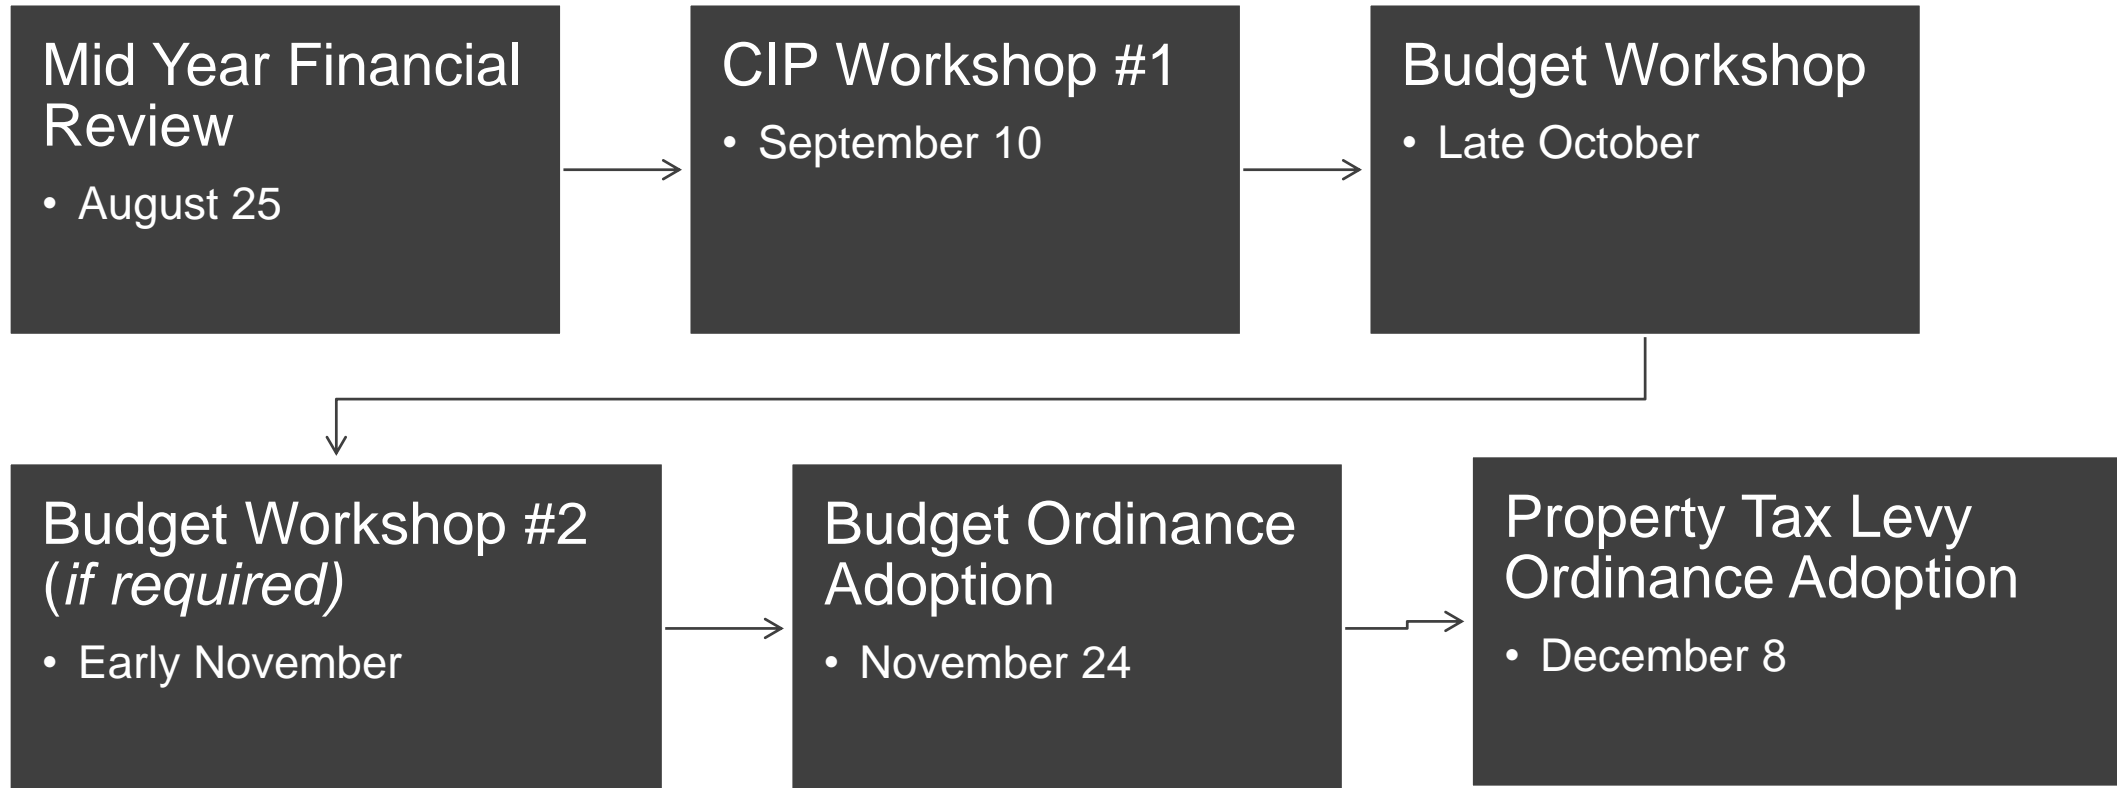 Mid Year Financial
Review
• August 25
CIP Workshop #1
• September 10
Budget Workshop
• Late October
Budget Workshop #2
(if required)
• Early November
Budget Ordinance
Adoption
• November 24
Property Tax Levy
Ordinance Adoption
• December 8